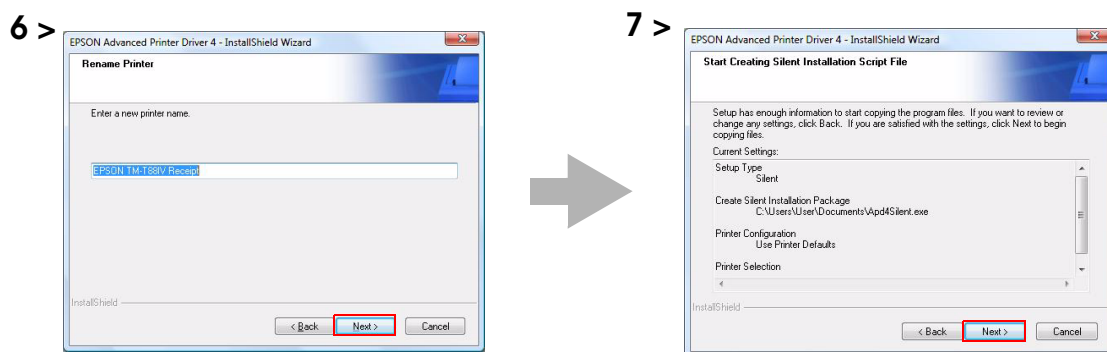 6 >
EPSON Advanced Printer Driver 4 - InstallShield Wizard
Rename Printer
Enter a new printer name.
EPSON TM-T88IV Receipt
InstallShield
< Back Next > Cancel
7 >
EPSON Advanced Printer Driver 4 - InstallShield Wizard
Start Creating Silent Installation Script File
Setup has enough information to start copying the program files. If you want to review or
change any settings, click Back. If you are satisfied with the settings, click Next to begin
copying files.
Current Settings:
Setup Type
Silent
Create Silent Installation Package
C:\Users\User\Documents\Apd4Silent.exe
Printer Configuration
Use Printer Defaults
Printer Selection
InstallShield
< Back Next > Cancel